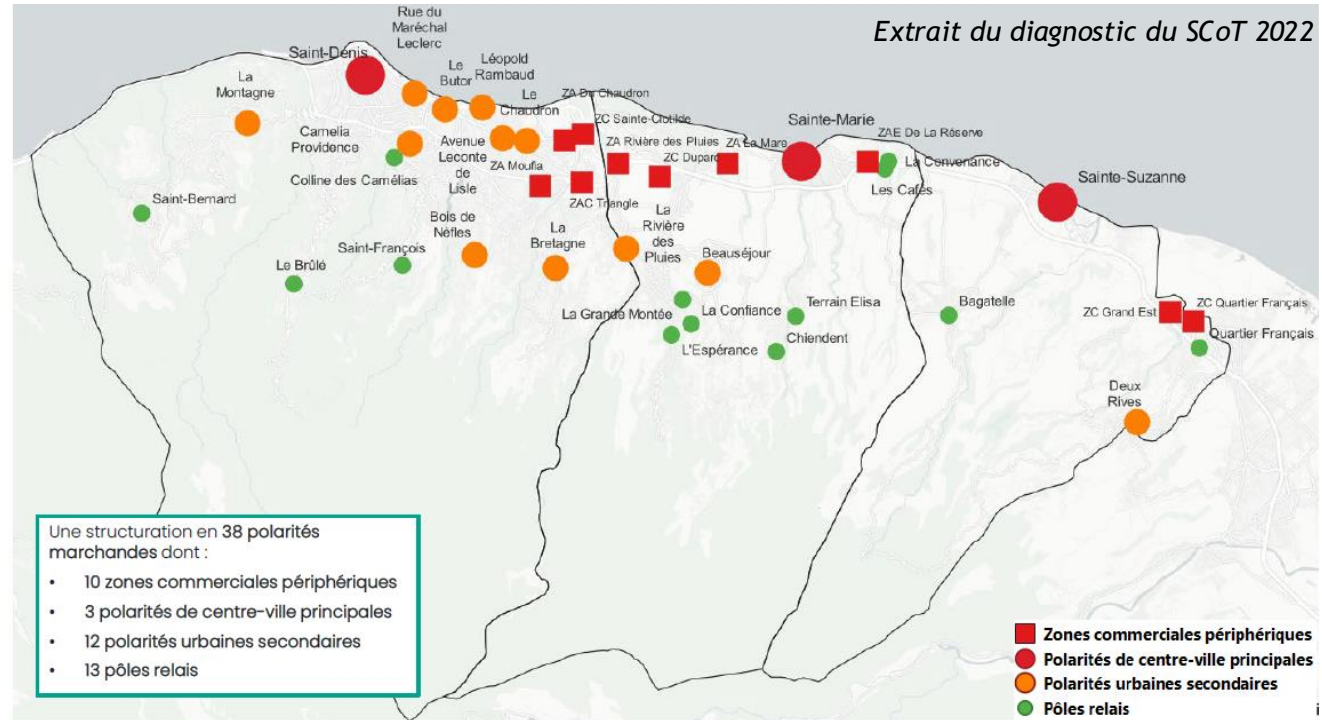 Extrait du diagnostic du SCoT 2022
Rue du
Maréchal
Leclerc
Saint-Denis
Le
Butor
Léopold
Rambaud
La
Montagne
Le
Chaudron
ZA Du Chaudron
ZC Sainte-Clotilde
Sainte-Marie
Camelia
Providence
Avenue
Leconte
de
Lisle
ZA Rivière des Pluies
ZA La Mare
ZAE De La Réserve
ZC Dupard
La Convenance
ZA Moufia
Colline des Camélias
Les Cafés
Sainte-Suzanne
ZAC Triangle
Saint-Bernard
Bois de
Nèfles
La
Bretagne
La
Rivière
des
Pluies
Saint-François
Beauséjour
Le Brûlé
La Grande Montée
La Confiance
Terrain Elisa
Bagatelle
ZC Grand Est
ZC Quartier Français
Quartier Français
L'Espérance
Chiendent
Deux
Rives
Une structuration en 38 polarités
marchandes dont :
• 10 zones commerciales périphériques
• 3 polarités de centre-ville principales
• 12 polarités urbaines secondaires
• 13 pôles relais
Zones commerciales périphériques
Polarités de centre-ville principales
Polarités urbaines secondaires
Pôles relais